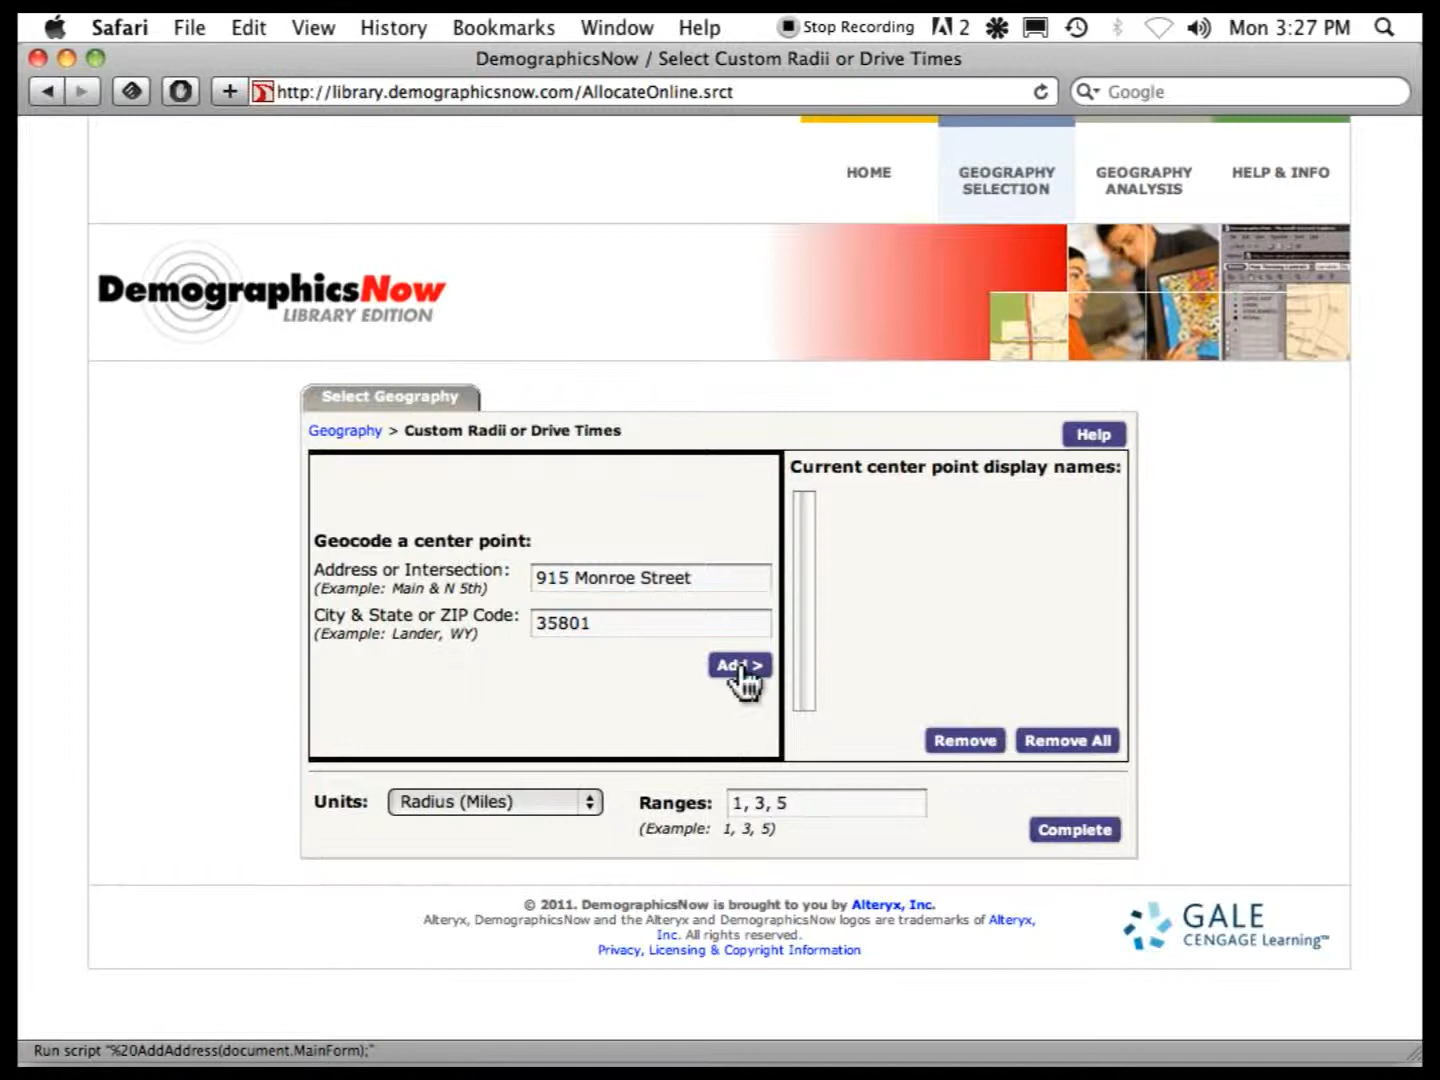 Safari File Edit View History Bookmarks Window Help Stop Recording 2 Mon 3:27 PM
DemographicsNow / Select Custom Radii or Drive Times
http://library.demographicsnow.com/AllocateOnline.srct
Google
HOME
GEOGRAPHY SELECTION
GEOGRAPHY ANALYSIS
HELP & INFO
DemographicsNow
LIBRARY EDITION
Select Geography
Geography > Custom Radii or Drive Times
Help
Current center point display names:
Geocode a center point:
Address or Intersection:
(Example: Main & N 5th)
915 Monroe Street
City & State or ZIP Code:
(Example: Lander, WY)
35801
Add >
Remove
Remove All
Units: Radius (Miles)
Ranges: 1, 3, 5
(Example: 1, 3, 5)
Complete
© 2011. DemographicsNow is brought to you by Alteryx, Inc.
Alteryx, DemographicsNow and the Alteryx and DemographicsNow logos are trademarks of Alteryx,
Inc. All rights reserved.
Privacy, Licensing & Copyright Information
GALE
CENGAGE Learning™
Run script "%20AddAddress(document.MainForm);"